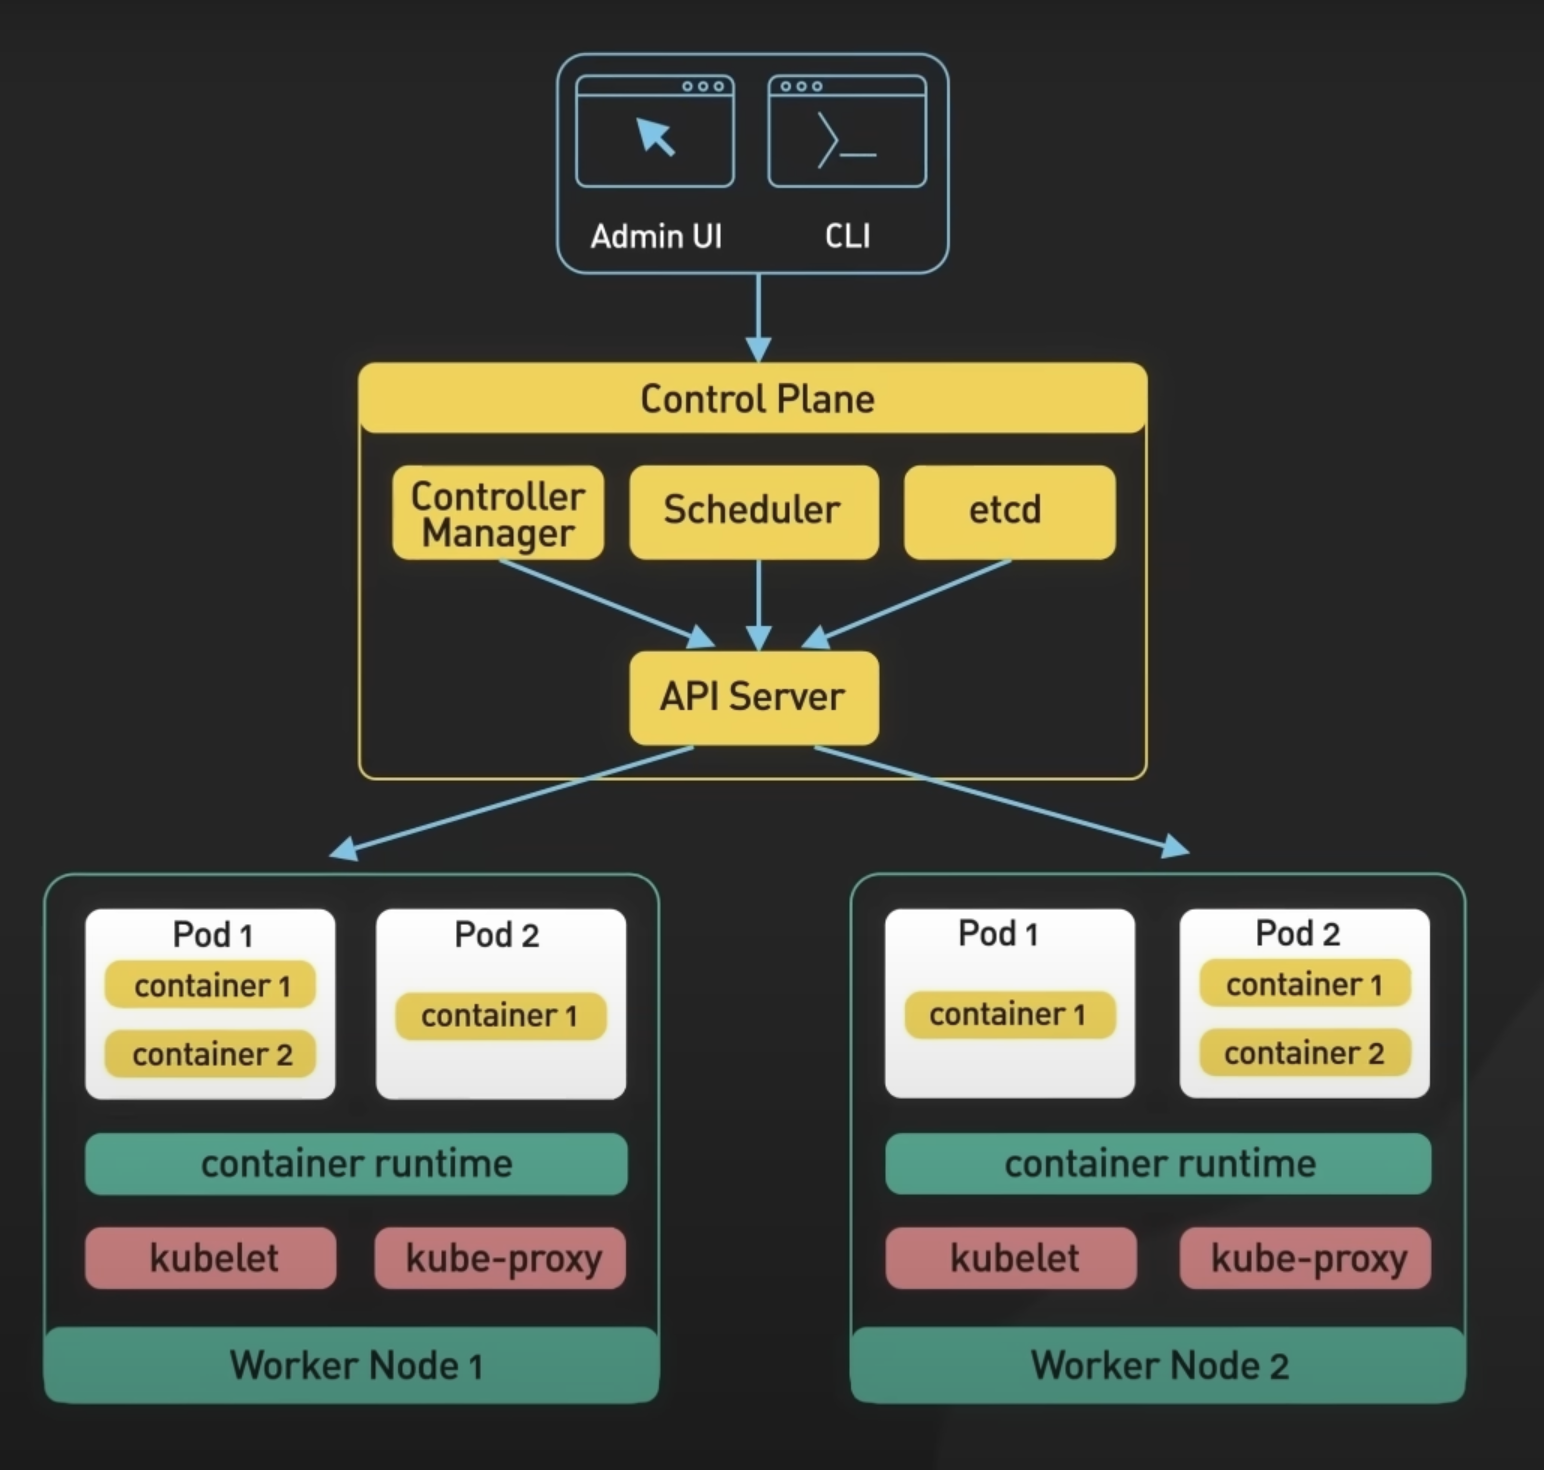 Admin UI
CLI
Control Plane
Controller
Manager
Scheduler
etcd
API Server
Pod 1
container 1
container 2
Pod 2
container 1
container runtime
kubelet
kube-proxy
Worker Node 1
Pod 1
container 1
Pod 2
container 1
container 2
container runtime
kubelet
kube-proxy
Worker Node 2